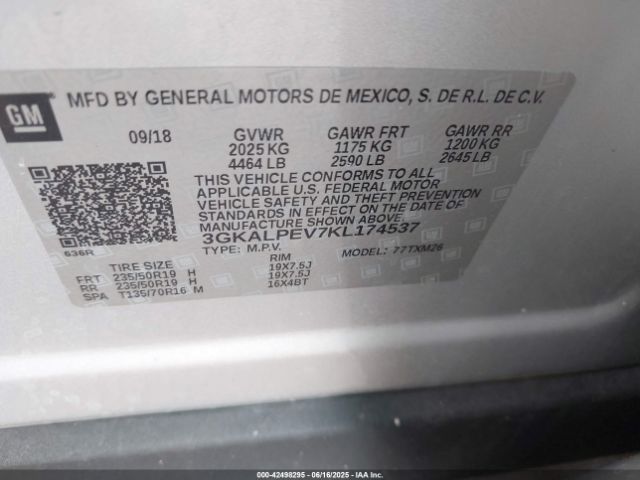 GM
MFD BY GENERAL MOTORS DE MEXICO, S. DE R.L. DE C.V.
09/18 GVWR GAWR FRT GAWR RR
2025 KG 1175 KG 1200 KG
4464 LB 2590 LB 2645 LB
THIS VEHICLE CONFORMS TO ALL
APPLICABLE U.S. FEDERAL MOTOR
VEHICLE SAFETY AND THEFT PREVENTION
STANDARDS IN EFFECT ON THE DATE OF
MANUFACTURE SHOWN ABOVE.
3GKALPEV7KL174537
636R TYPE: M.P.V. MODEL: 77TXM26
TIRE SIZE RIM
FRT 235/50R19 H 19X7.5J
RR 235/50R19 H 19X7.5J
SPA T135/70R16 M 16X4BT
000-42498295 - 06/16/2025 - IAA Inc.